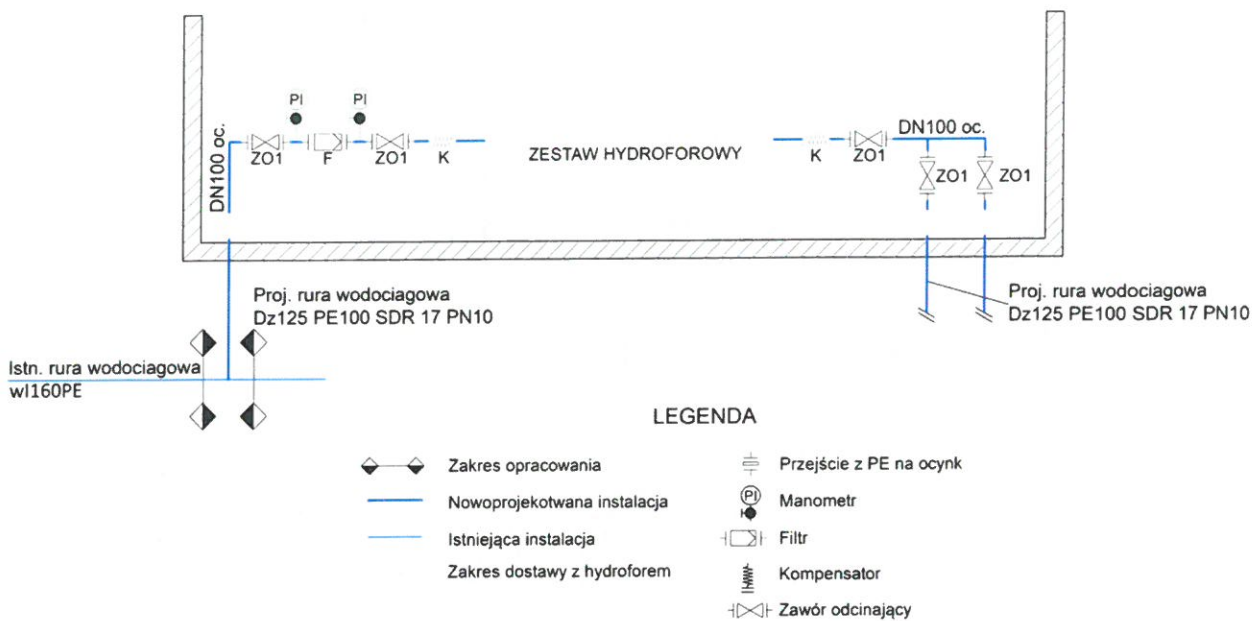 PI
PI
DN100 oc.
ZO1
F
ZO1
K
ZESTAW HYDROFOROWY
K
ZO1
DN100 oc.
ZO1
ZO1
Proj. rura wodociagowa
Dz125 PE100 SDR 17 PN10
Proj. rura wodociagowa
Dz125 PE100 SDR 17 PN10
Istn. rura wodociagowa
wl160PE
LEGENDA
Zakres opracowania
Nowoprojekotwana instalacja
Istniejąca instalacja
Zakres dostawy z hydroforem
Przejście z PE na ocynk
PI
Manometr
Filtr
Kompensator
Zawór odcinający